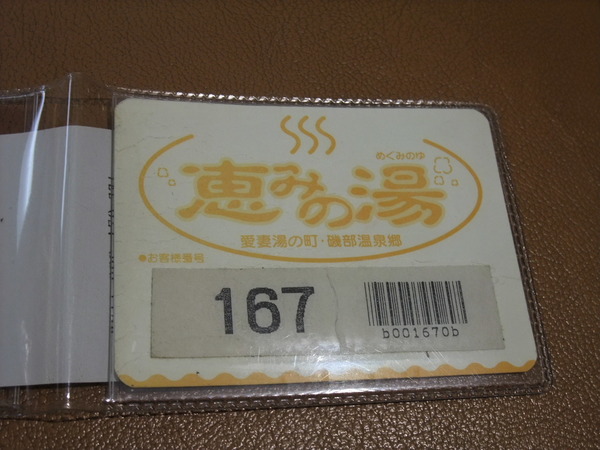 めぐみのゆ
恵みの湯
愛妻湯の町・磯部温泉郷
●お客様番号
167
b001670b